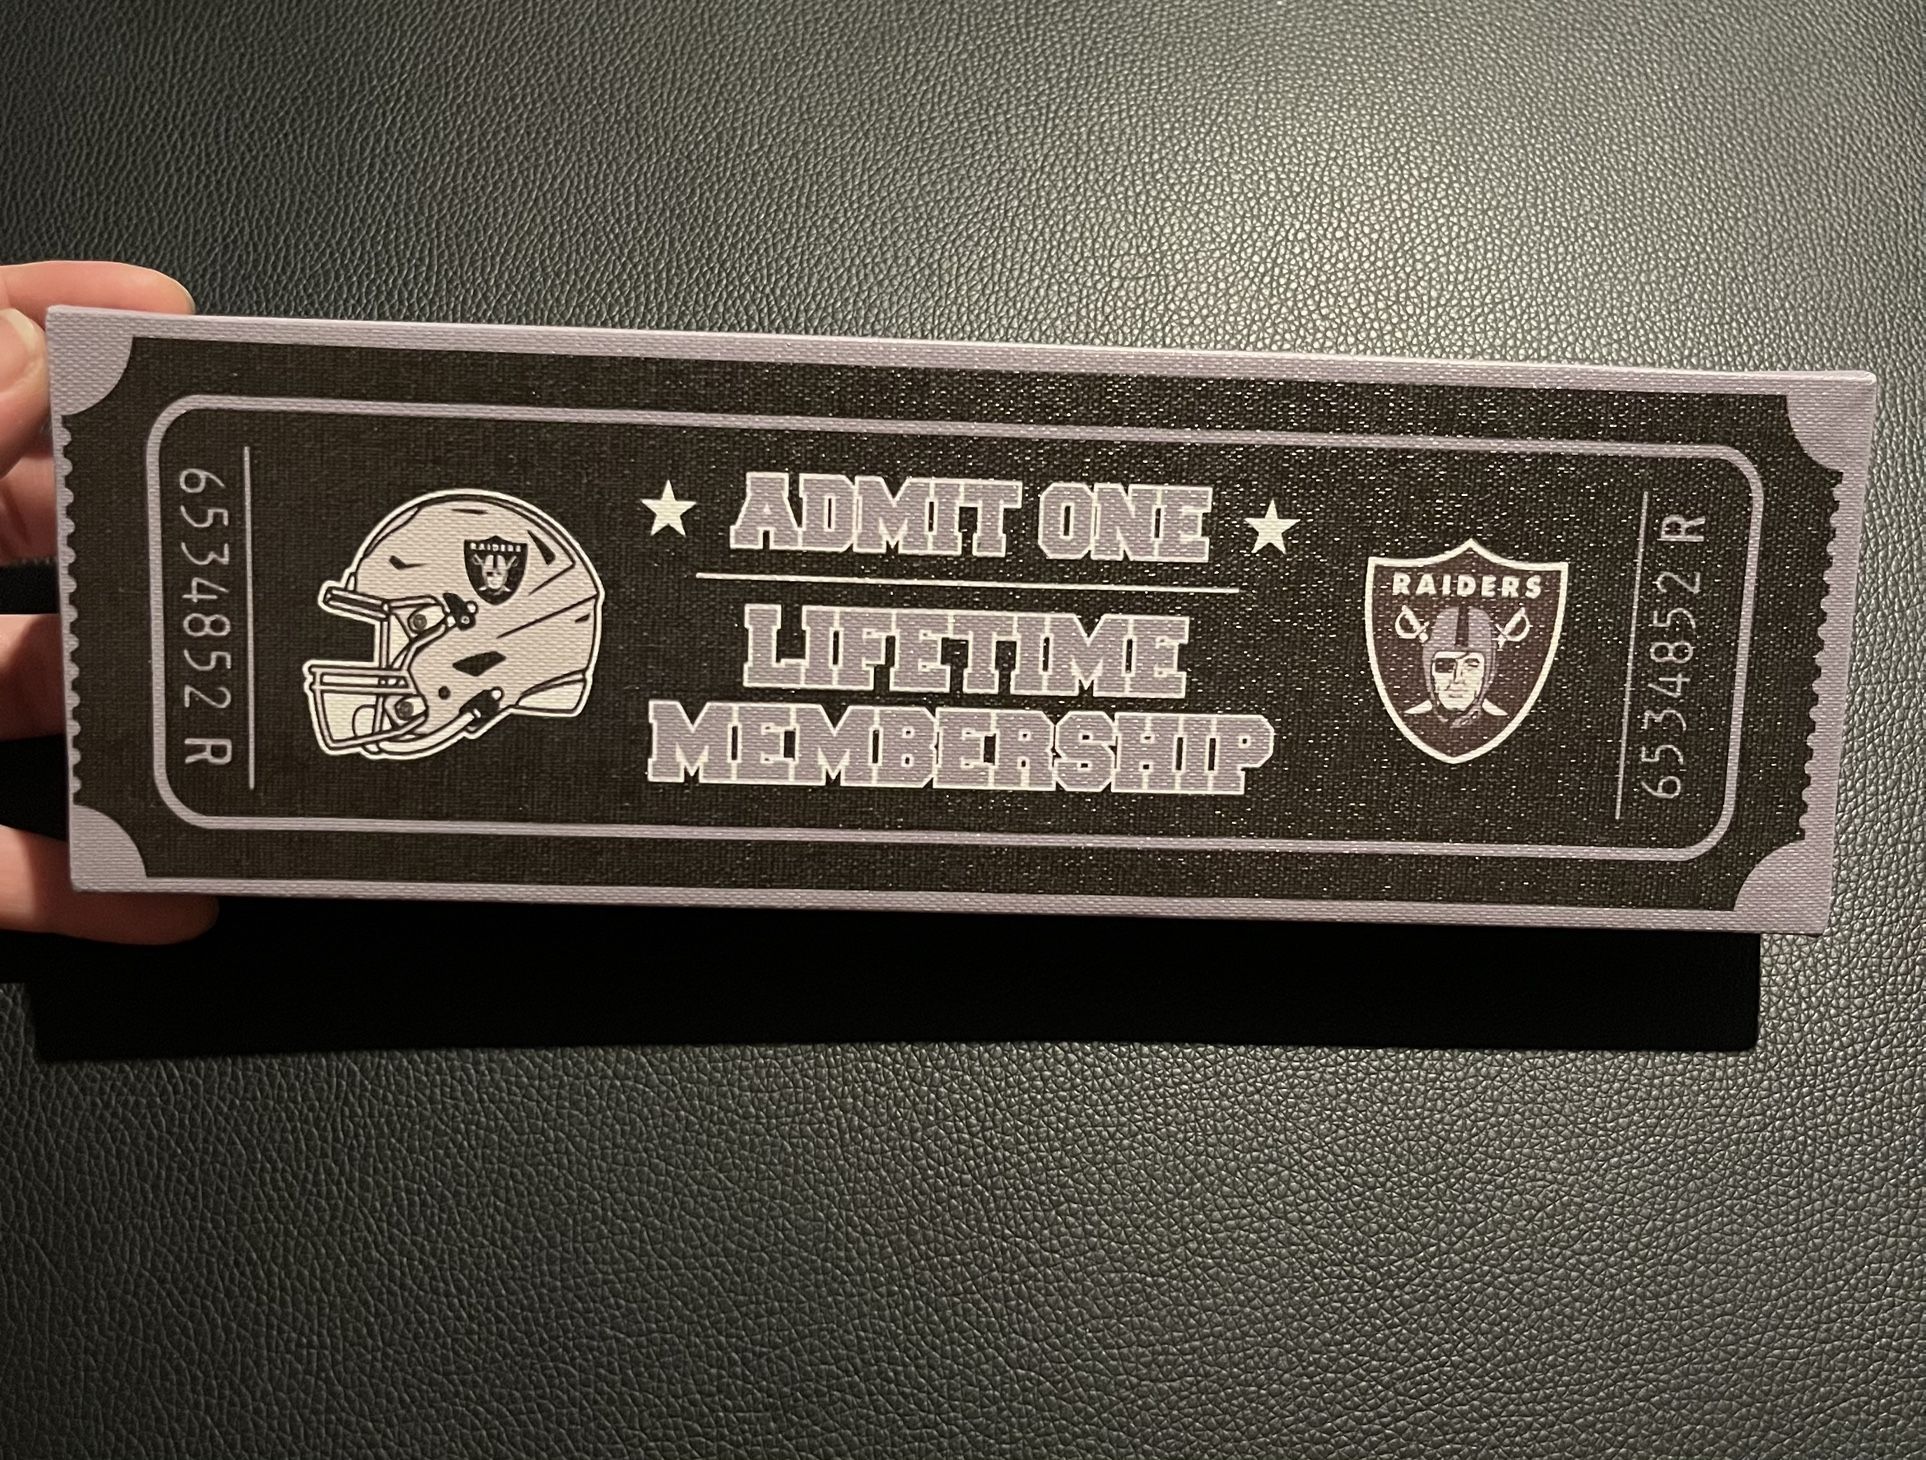 6534852 R
RAIDERS
ADMIT ONE
LIFETIME
MEMBERSHIP
RAIDERS
6534852 R